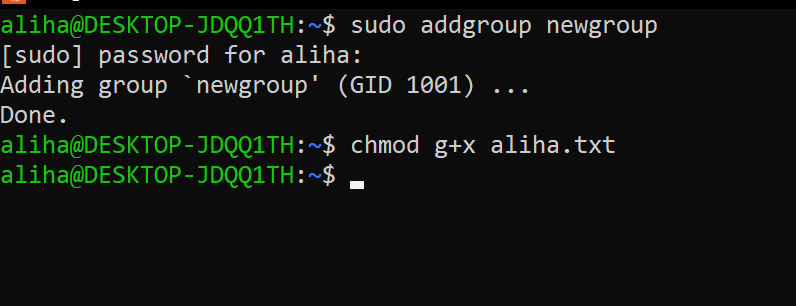 aliha@DESKTOP-JDQQ1TH:~$ sudo addgroup newgroup
[sudo] password for aliha:
Adding group `newgroup' (GID 1001) ...
Done.
aliha@DESKTOP-JDQQ1TH:~$ chmod g+x aliha.txt
aliha@DESKTOP-JDQQ1TH:~$